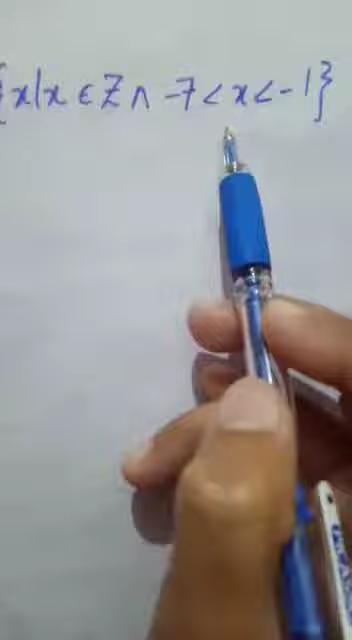 {x|x ∈ Z ∧ -7 < x < -1}